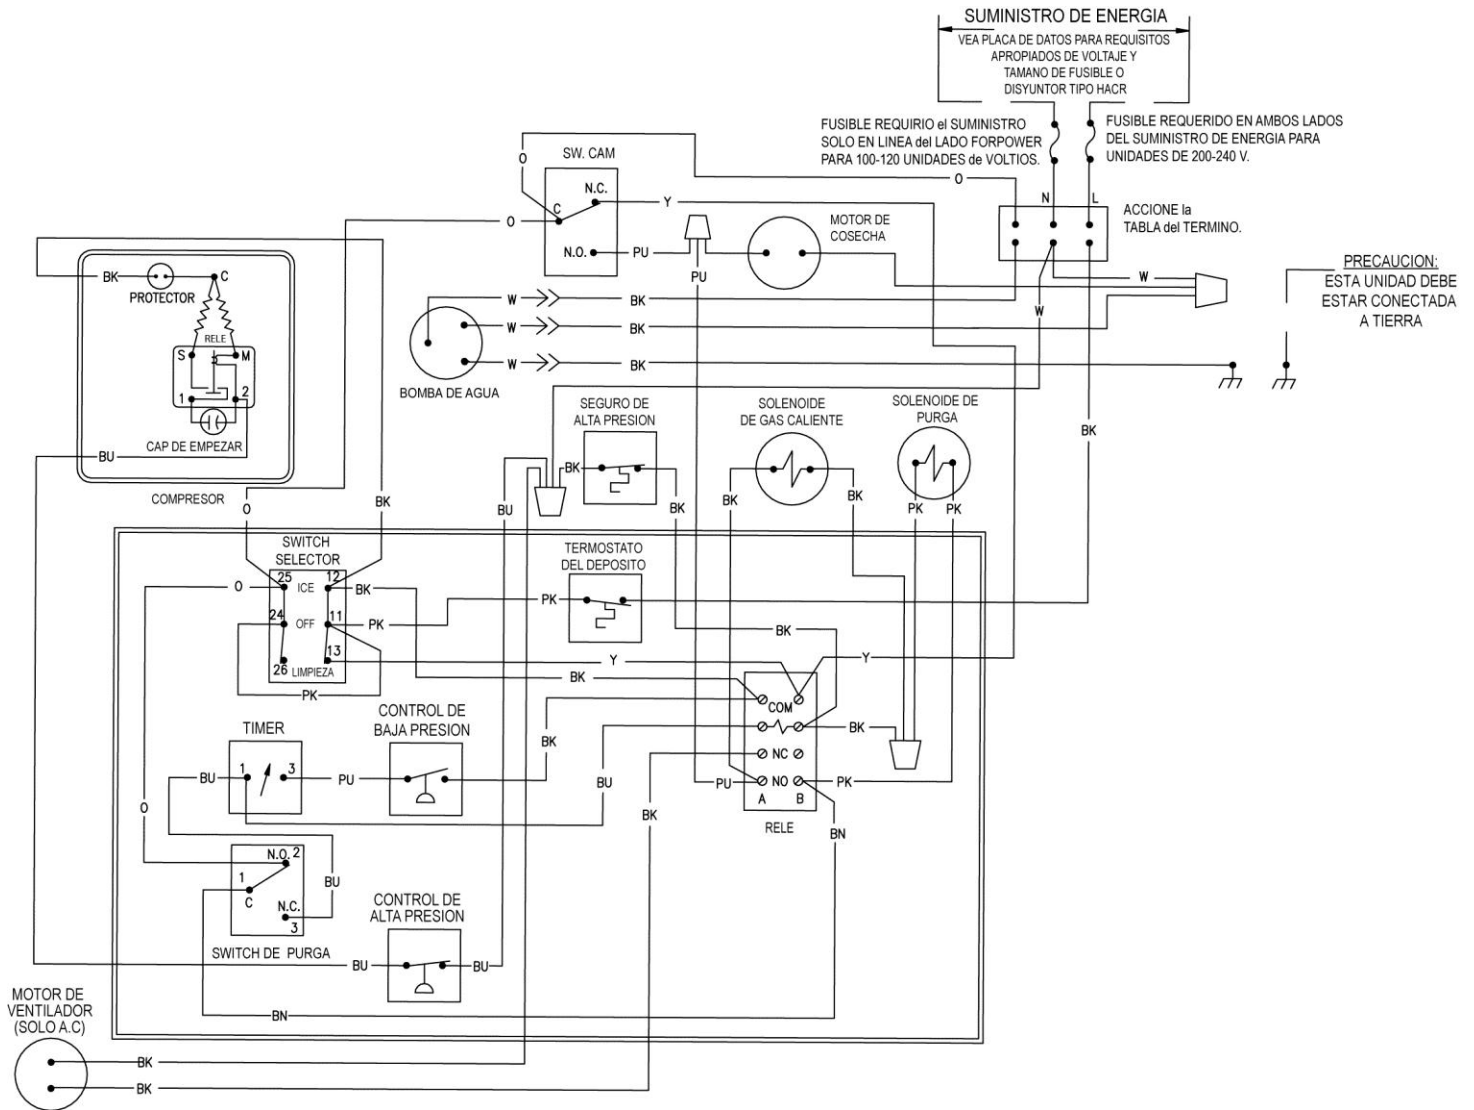 SUMINISTRO DE ENERGIA
VEA PLACA DE DATOS PARA REQUISITOS
APROPIADOS DE VOLTAJE Y
TAMANO DE FUSIBLE O
DISYUNTOR TIPO HACR
FUSIBLE REQUIRIO el SUMINISTRO
SOLO EN LINEA del LADO FORPOWER
PARA 100-120 UNIDADES de VOLTIOS.
FUSIBLE REQUERIDO EN AMBOS LADOS
DEL SUMINISTRO DE ENERGIA PARA
UNIDADES DE 200-240 V.
O
SW. CAM
N.C.
C
N.O.
O
Y
PU
PU
O
N
L
ACCIONE la
TABLA del TERMINO.
MOTOR DE
COSECHA
W
W
PRECAUCION:
ESTA UNIDAD DEBE
ESTAR CONECTADA
A TIERRA
BK
PROTECTOR
C
RELE
S
M
1
2
CAP DE EMPEZAR
BU
COMPRESOR
W
BK
W
BK
W
BK
BOMBA DE AGUA
SEGURO DE
ALTA PRESION
SOLENOIDE
DE GAS CALIENTE
SOLENOIDE DE
PURGA
BK
O
BK
BU
BK
BK
BK
BK
PK
PK
SWITCH
SELECTOR
25
ICE
12
24
OFF
11
26
LIMPIEZA
13
O
BK
PK
PK
TERMOSTATO
DEL DEPOSITO
PK
BK
Y
Y
BK
COM
NC
NO
A
B
RELE
BK
PU
PK
BN
TIMER
1
3
BU
PU
CONTROL DE
BAJA PRESION
BK
BU
BK
O
N.O.
2
1
C
N.C.
3
BU
SWITCH DE PURGA
CONTROL DE
ALTA PRESION
BU
BU
BN
MOTOR DE
VENTILADOR
(SOLO A.C)
BK
BK